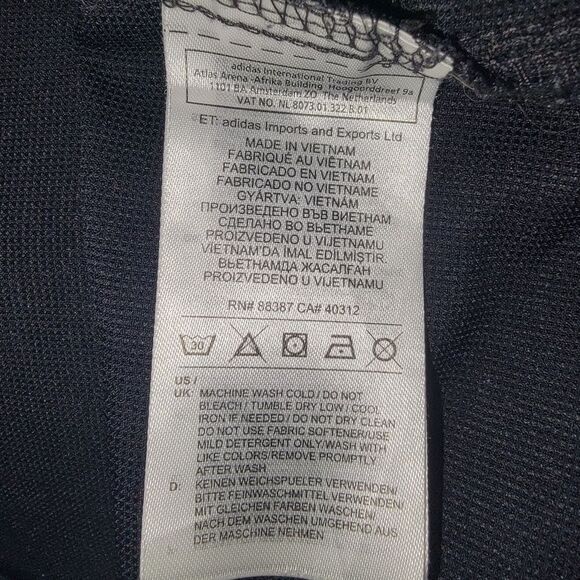 adidas International Trading BV
Atlas Arena -Afrika Building Hoogoorddreef 9a
1101 BA Amsterdam ZO The Netherlands
VAT NO. NL.8073.01.322.B.01
ET: adidas Imports and Exports Ltd
MADE IN VIETNAM
FABRIQUÉ AU VIÊTNAM
FABRICADO EN VIETNAM
FABRICADO NO VIETNAME
GYÁRTVA: VIETNÁM
ПРОИЗВЕДЕНО ВЪВ ВИЕТНАМ
СДЕЛАНО ВО ВЬЕТНАМЕ
PROIZVEDENO U VIJETNAMU
VİETNAM'DA İMAL EDİLMİŞTİR.
ВЬЕТНАМДА ЖАСАЛҒАН
PROIZVEDENO U VIJETNAMU
RN# 88387 CA# 40312
30
US /
UK: MACHINE WASH COLD / DO NOT
BLEACH / TUMBLE DRY LOW / COOL
IRON IF NEEDED / DO NOT DRY CLEAN
DO NOT USE FABRIC SOFTENER/USE
MILD DETERGENT ONLY/WASH WITH
LIKE COLORS/REMOVE PROMPTLY
AFTER WASH
D: KEINEN WEICHSPUELER VERWENDEN/
BITTE FEINWASCHMITTEL VERWENDEN/
MIT GLEICHEN FARBEN WASCHEN/
NACH DEM WASCHEN UMGEHEND AUS
DER MASCHINE NEHMEN